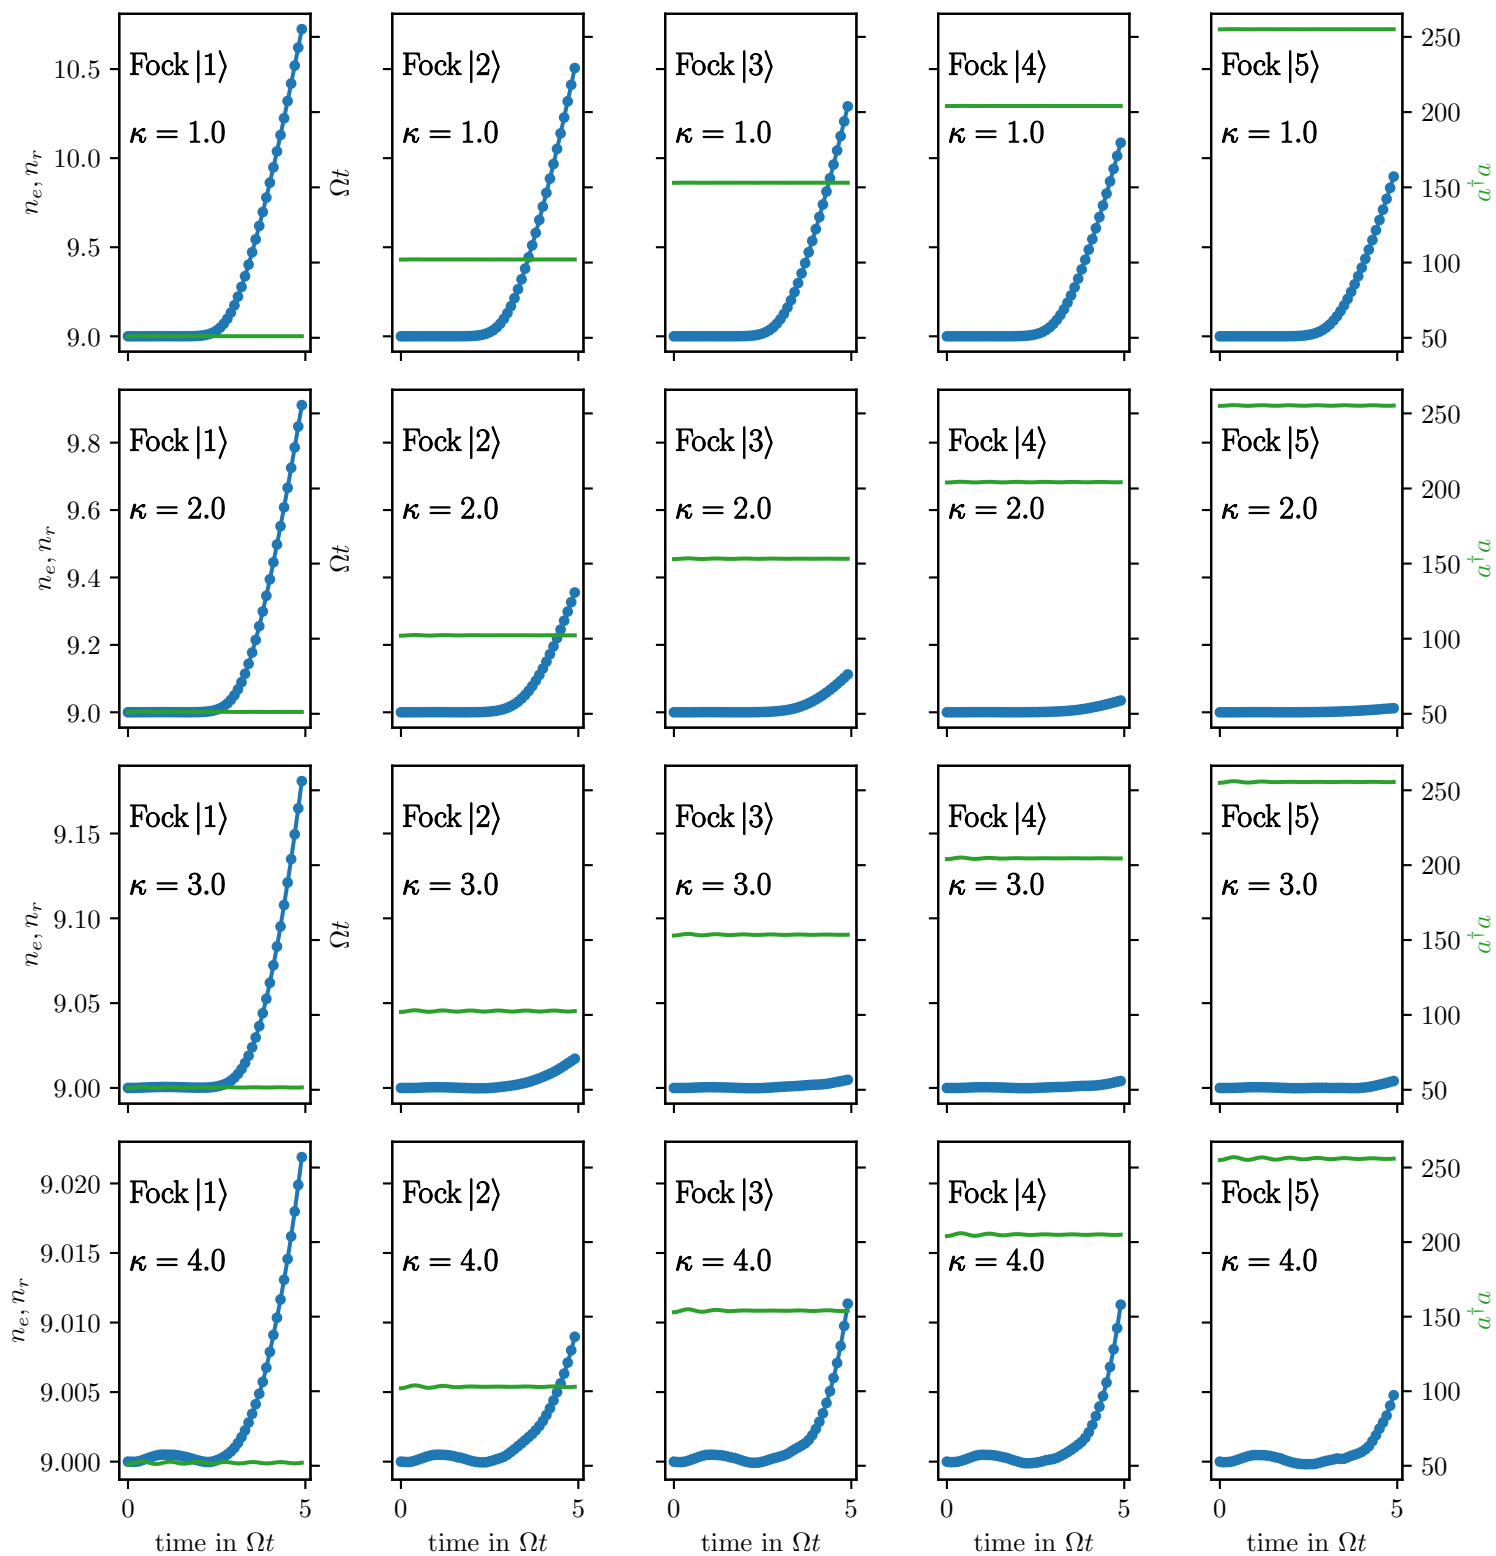 Fock |1⟩ Fock |2⟩ Fock |3⟩ Fock |4⟩ Fock |5⟩
κ = 1.0 κ = 1.0 κ = 1.0 κ = 1.0 κ = 1.0
10.5
10.0
9.5
9.0
n_e, n_r
Ωt
250
200
150
100
50
a†a
Fock |1⟩ Fock |2⟩ Fock |3⟩ Fock |4⟩ Fock |5⟩
κ = 2.0 κ = 2.0 κ = 2.0 κ = 2.0 κ = 2.0
9.8
9.6
9.4
9.2
9.0
n_e, n_r
Ωt
250
200
150
100
50
a†a
Fock |1⟩ Fock |2⟩ Fock |3⟩ Fock |4⟩ Fock |5⟩
κ = 3.0 κ = 3.0 κ = 3.0 κ = 3.0 κ = 3.0
9.15
9.10
9.05
9.00
n_e, n_r
Ωt
250
200
150
100
50
a†a
Fock |1⟩ Fock |2⟩ Fock |3⟩ Fock |4⟩ Fock |5⟩
κ = 4.0 κ = 4.0 κ = 4.0 κ = 4.0 κ = 4.0
9.020
9.015
9.010
9.005
9.000
n_e, n_r
250
200
150
100
50
a†a
0 5 0 5 0 5 0 5 0 5
time in Ωt time in Ωt time in Ωt time in Ωt time in Ωt